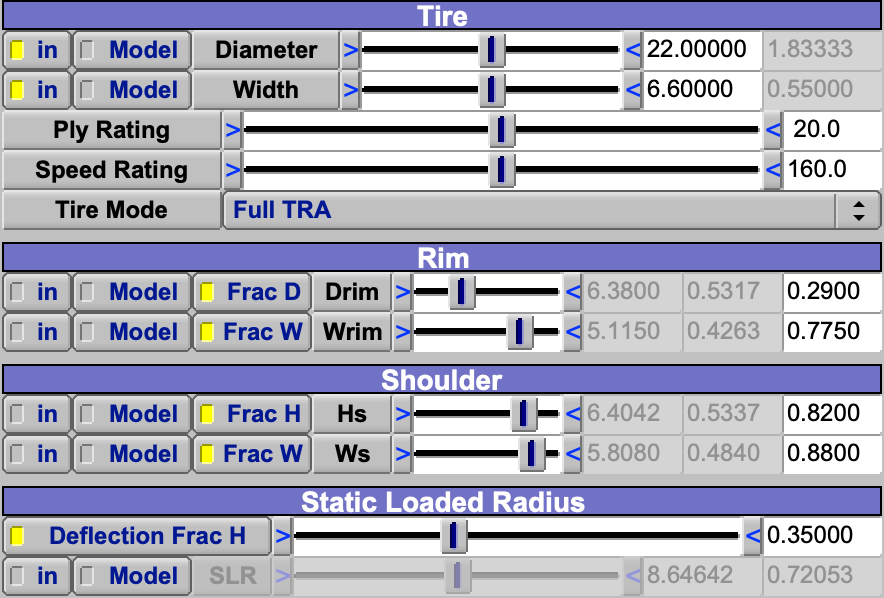 Tire
in Model Diameter > < 22.00000 1.83333
in Model Width > < 6.60000 0.55000
Ply Rating > < 20.0
Speed Rating > < 160.0
Tire Mode Full TRA
Rim
in Model Frac D Drim > < 6.3800 0.5317 0.2900
in Model Frac W Wrim > < 5.1150 0.4263 0.7750
Shoulder
in Model Frac H Hs > < 6.4042 0.5337 0.8200
in Model Frac W Ws > < 5.8080 0.4840 0.8800
Static Loaded Radius
Deflection Frac H > < 0.35000
in Model SLR > < 8.64642 0.72053